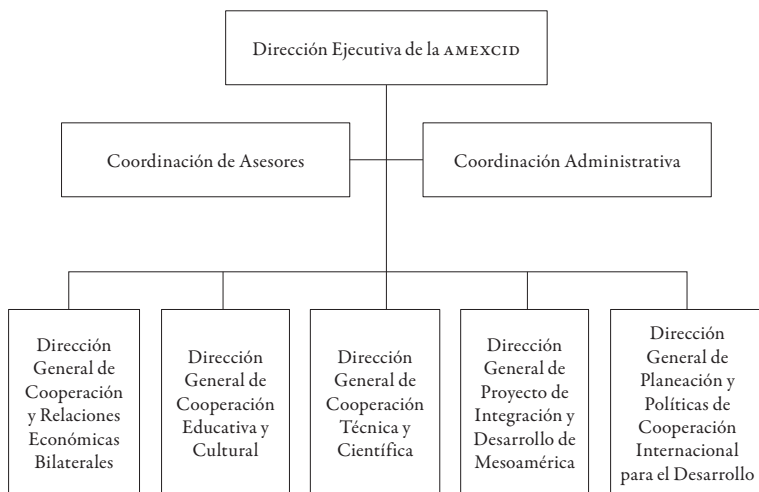 Dirección Ejecutiva de la AMEXCID
Coordinación de Asesores
Coordinación Administrativa
Dirección
General de
Cooperación
y Relaciones
Económicas
Bilaterales
Dirección
General de
Cooperación
Educativa y
Cultural
Dirección
General de
Cooperación
Técnica y
Científica
Dirección
General de
Proyecto de
Integración y
Desarrollo de
Mesoamérica
Dirección
General de
Planeación y
Políticas de
Cooperación
Internacional
para el Desarrollo